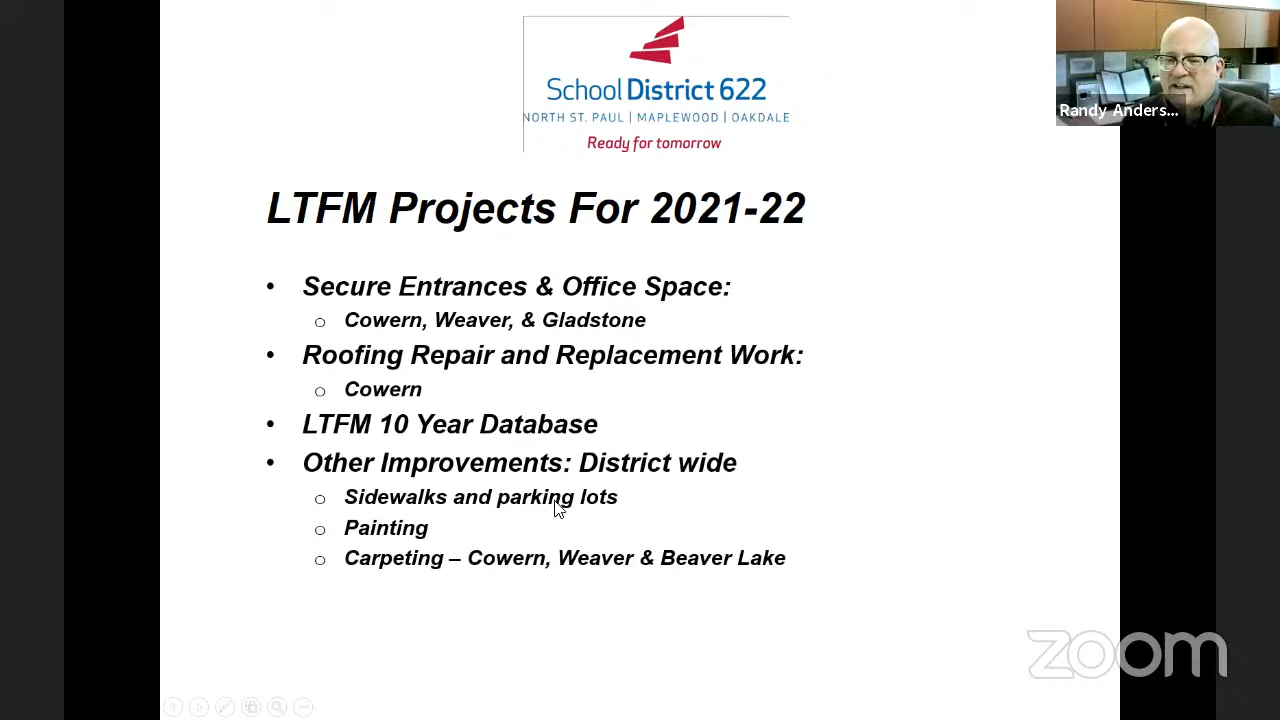 School District 622
NORTH ST. PAUL | MAPLEWOOD | OAKDALE
Ready for tomorrow
Randy Anders...
LTFM Projects For 2021-22
• Secure Entrances & Office Space:
o Cowern, Weaver, & Gladstone
• Roofing Repair and Replacement Work:
o Cowern
• LTFM 10 Year Database
• Other Improvements: District wide
o Sidewalks and parking lots
o Painting
o Carpeting – Cowern, Weaver & Beaver Lake
zoom